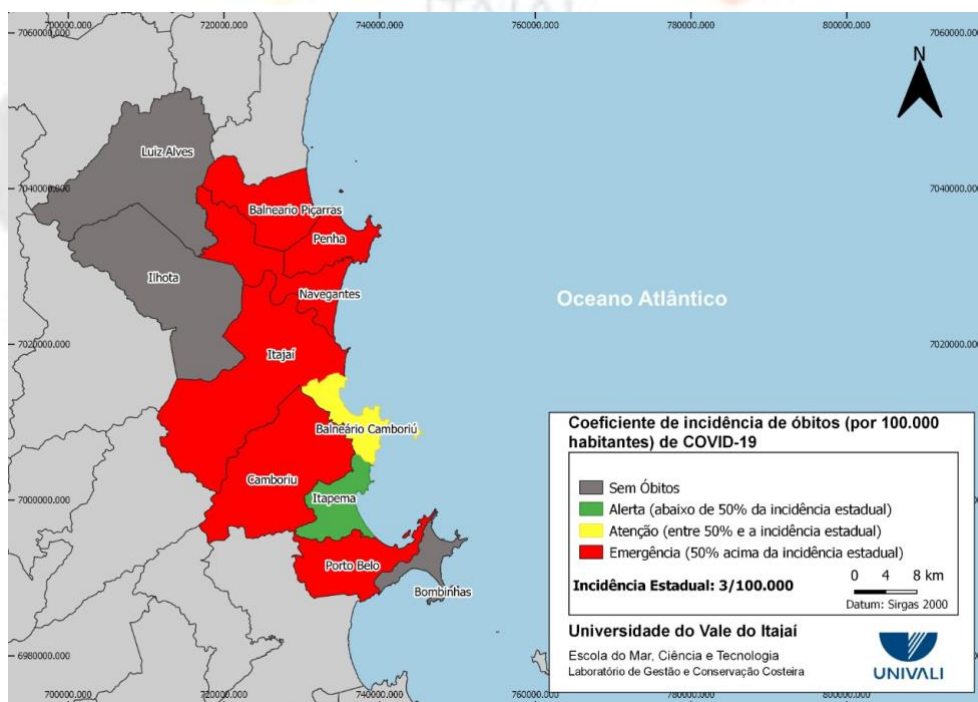 700000.000 720000.000 740000.000 760000.000 780000.000 800000.000
7060000.000 7060000.000
N
Luiz Alves
7040000.000 7040000.000
Balneario Piçarras
Penha
Ilhota
Navegantes
Oceano Atlântico
7020000.000 7020000.000
Itajaí
Balneário Camboriú
Camboriu
Itapema
7000000.000
Porto Belo
Bombinhas
6980000.000
Coeficiente de incidência de óbitos (por 100.000
habitantes) de COVID-19
Sem Óbitos
Alerta (abaixo de 50% da incidência estadual)
Atenção (entre 50% e a incidência estadual)
Emergência (50% acima da incidência estadual)
Incidência Estadual: 3/100.000
0 4 8 km
Datum: Sirgas 2000
Universidade do Vale do Itajaí
Escola do Mar, Ciência e Tecnologia
Laboratório de Gestão e Conservação Costeira
UNIVALI
700000.000 720000.000 740000.000 760000.000 780000.000 800000.000